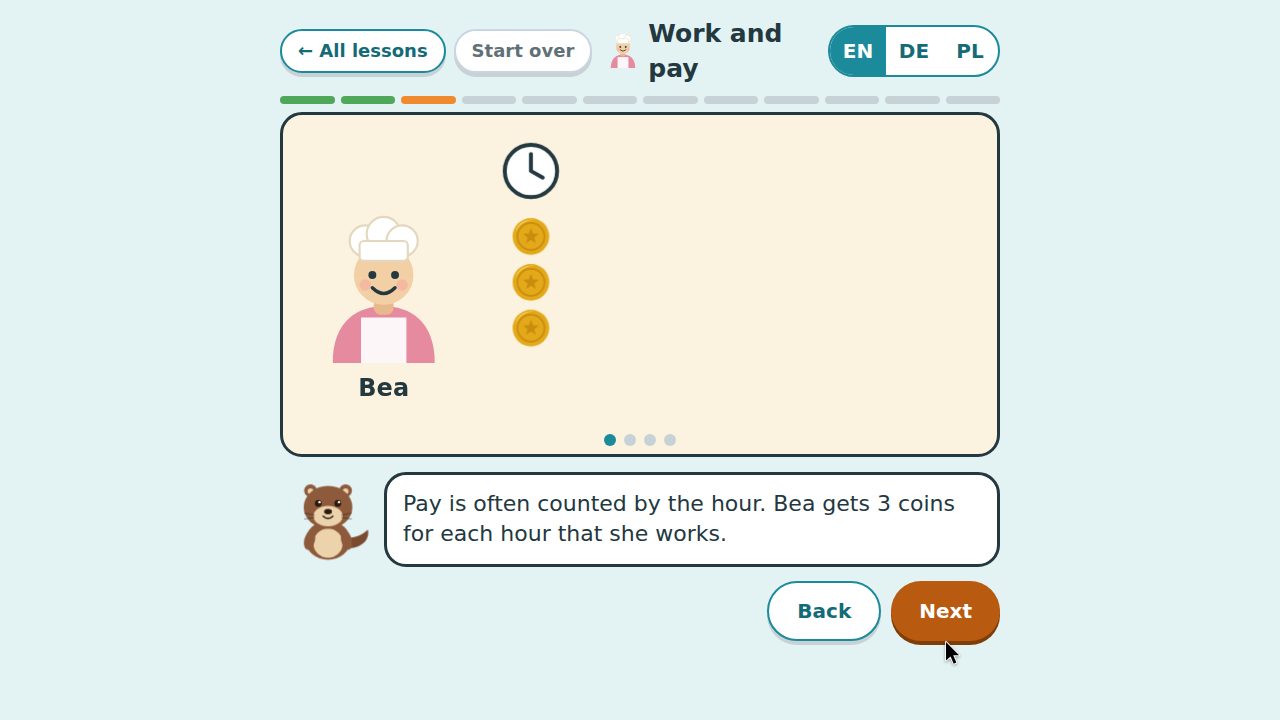 ← All lessons
Start over
Work and
pay
EN DE PL
Bea
Pay is often counted by the hour. Bea gets 3 coins
for each hour that she works.
Back
Next